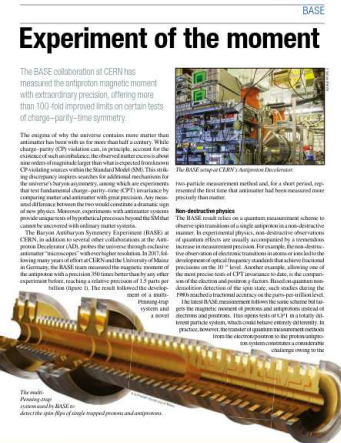 BASE
Experiment of the moment
The BASE collaboration at CERN has
measured the antiproton magnetic moment
with extraordinary precision, offering more
than 100-fold improved limits on certain tests
of charge–parity–time symmetry.
The enigma of why the universe contains more matter than
antimatter has been with us for more than half a century. While
charge–parity (CP) violation can, in principle, account for the
existence of such an imbalance, the observed matter excess is about
nine orders of magnitude larger than what is expected from known
CP-violating sources within the Standard Model (SM). This strik-
ing discrepancy inspires searches for additional mechanisms for
the universe's baryon asymmetry, among which are experiments
that test fundamental charge–parity–time (CPT) invariance by
comparing matter and antimatter with great precision. Any meas-
ured difference between the two would constitute a dramatic sign
of new physics. Moreover, experiments with antimatter systems
provide unique tests of hypothetical processes beyond the SM that
cannot be uncovered with ordinary matter systems.
The Baryon Antibaryon Symmetry Experiment (BASE) at
CERN, in addition to several other collaborations at the Anti-
proton Decelerator (AD), probes the universe through exclusive
antimatter "microscopes" with ever higher resolution. In 2017, fol-
lowing many years of effort at CERN and the University of Mainz
in Germany, the BASE team measured the magnetic moment of
the antiproton with a precision 350 times better than by any other
experiment before, reaching a relative precision of 1.5 parts per
billion (figure 1). The result followed the develop-
ment of a multi-
Penning-trap
system and
a novel
The BASE setup at CERN's Antiproton Decelerator.
two-particle measurement method and, for a short period, rep-
resented the first time that antimatter had been measured more
precisely than matter.
Non-destructive physics
The BASE result relies on a quantum measurement scheme to
observe spin transitions of a single antiproton in a non-destructive
manner. In experimental physics, non-destructive observations
of quantum effects are usually accompanied by a tremendous
increase in measurement precision. For example, the non-destruc-
tive observation of electronic transitions in atoms or ions led to the
development of optical frequency standards that achieve fractional
precisions on the 10⁻¹⁸ level. Another example, allowing one of
the most precise tests of CPT invariance to date, is the compari-
son of the electron and positron g-factors. Based on quantum non-
demolition detection of the spin state, such studies during the
1980s reached a fractional accuracy on the parts-per-trillion level.
The latest BASE measurement follows the same scheme but tar-
gets the magnetic moment of protons and antiprotons instead of
electrons and positrons. This opens tests of CPT in a totally dif-
ferent particle system, which could behave entirely differently. In
practice, however, the transfer of quantum measurement methods
from the electron/positron to the proton/antipro-
ton system constitutes a considerable
challenge owing to the
The multi-
Penning-trap
system used by BASE to
detect the spin-flips of single trapped protons and antiprotons.